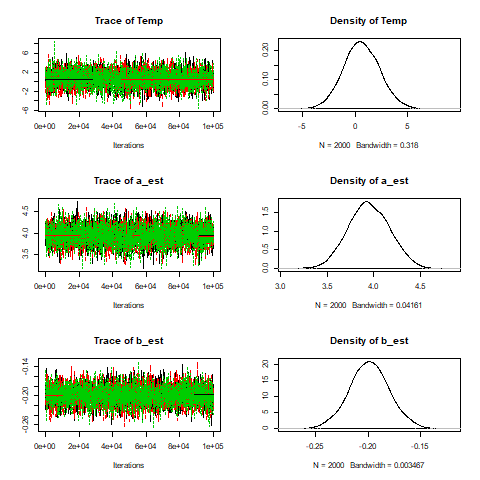 Trace of Temp
6
2
-2
-6
0e+00 2e+04 4e+04 6e+04 8e+04 1e+05
Iterations
Density of Temp
0.20
0.10
0.00
-5 0 5
N = 2000 Bandwidth = 0.318
Trace of a_est
4.5
4.0
3.5
0e+00 2e+04 4e+04 6e+04 8e+04 1e+05
Iterations
Density of a_est
1.5
1.0
0.5
0.0
3.0 3.5 4.0 4.5
N = 2000 Bandwidth = 0.04161
Trace of b_est
-0.14
-0.20
-0.26
0e+00 2e+04 4e+04 6e+04 8e+04 1e+05
Iterations
Density of b_est
20
15
10
5
0
-0.25 -0.20 -0.15
N = 2000 Bandwidth = 0.003467